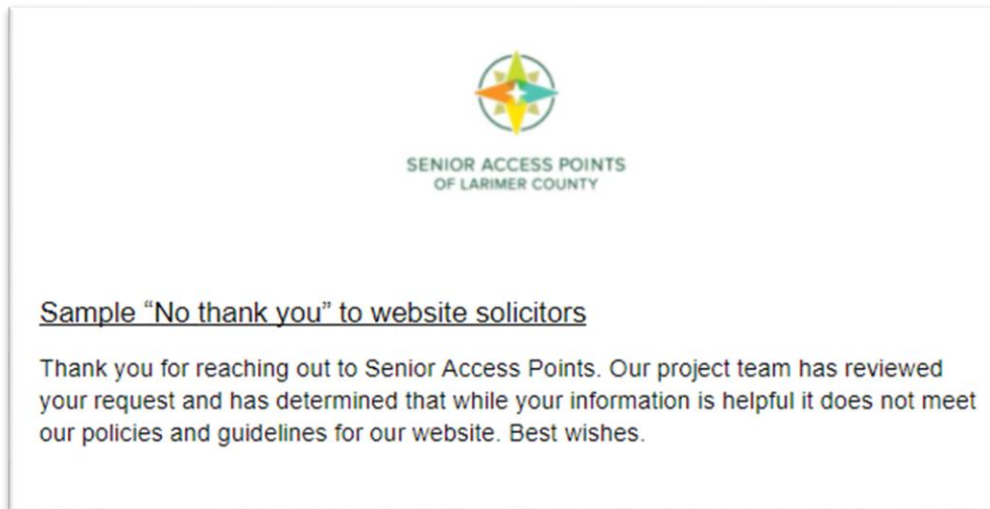 SENIOR ACCESS POINTS
OF LARIMER COUNTY
Sample “No thank you” to website solicitors
Thank you for reaching out to Senior Access Points. Our project team has reviewed
your request and has determined that while your information is helpful it does not meet
our policies and guidelines for our website. Best wishes.